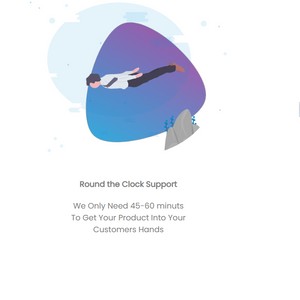 Round the Clock Support
We Only Need 45-60 minuts
To Get Your Product Into Your
Customers Hands